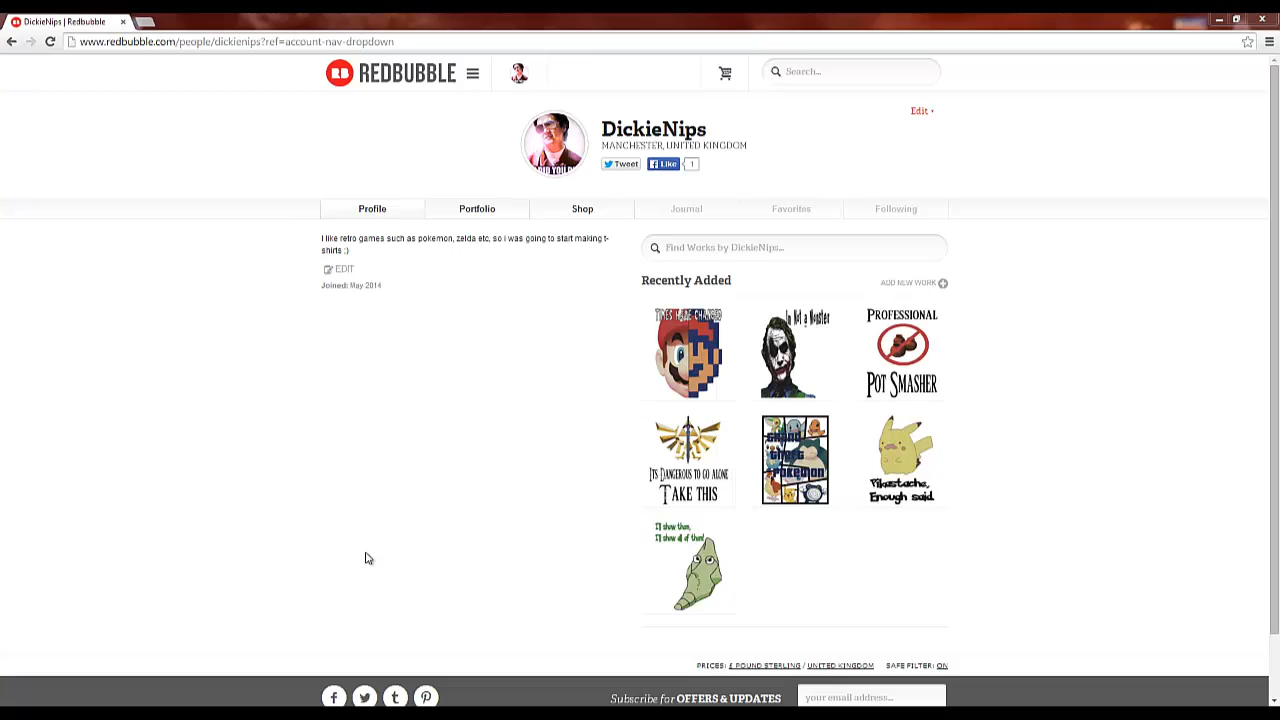 DickieNips | Redbubble
www.redbubble.com/people/dickienips?ref=account-nav-dropdown
RB REDBUBBLE
Search...
DickieNips
Edit
MANCHESTER, UNITED KINGDOM
Tweet Like 1
Profile Portfolio Shop Journal Favorites Following
I like retro games such as pokemon, zelda etc, so i was going to start making t-
shirts ;)
EDIT
Joined: May 2014
Find Works by DickieNips...
Recently Added
ADD NEW WORK
TIMES HAVE CHANGED
Im Not a Monster
PROFESSIONAL
POT SMASHER
ITS DANGEROUS TO GO ALONE
TAKE THIS
GRAND
THEFT
POKEMON
Pikastache,
Enough said.
I'll show them,
I'll show all of them!
PRICES: £ POUND STERLING / UNITED KINGDOM SAFE FILTER: ON
Subscribe for OFFERS & UPDATES
your email address...